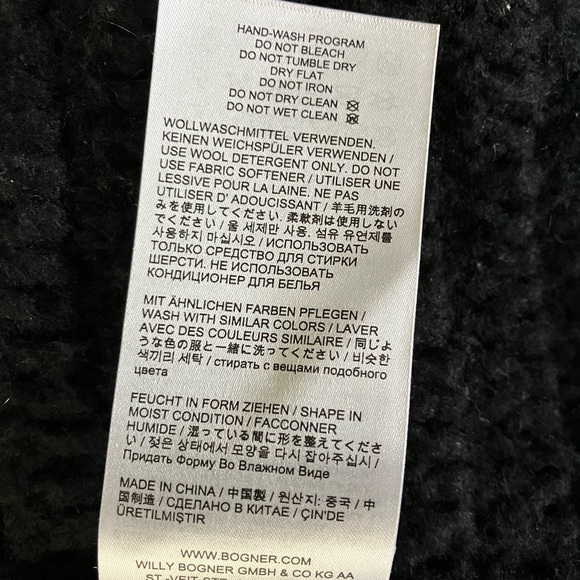 HAND-WASH PROGRAM
DO NOT BLEACH
DO NOT TUMBLE DRY
DRY FLAT
DO NOT IRON
DO NOT DRY CLEAN
DO NOT WET CLEAN
WOLLWASCHMITTEL VERWENDEN.
KEINEN WEICHSPÜLER VERWENDEN /
USE WOOL DETERGENT ONLY. DO NOT
USE FABRIC SOFTENER / UTILISER UNE
LESSIVE POUR LA LAINE. NE PAS
UTILISER D' ADOUCISSANT / 羊毛用洗剤の
みを使用してください. 柔軟剤は使用しない
でください / 울 세제만 사용. 섬유 유연제를
사용하지 마십시오 / ИСПОЛЬЗОВАТЬ
ТОЛЬКО СРЕДСТВО ДЛЯ СТИРКИ
ШЕРСТИ. НЕ ИСПОЛЬЗОВАТЬ
КОНДИЦИОНЕР ДЛЯ БЕЛЬЯ
MIT ÄHNLICHEN FARBEN PFLEGEN /
WASH WITH SIMILAR COLORS / LAVER
AVEC DES COULEURS SIMILAIRE / 同じよ
うな色の服と一緒に洗ってください / 비슷한
색끼리 세탁 / стирать с вещами подобного
цвета
FEUCHT IN FORM ZIEHEN / SHAPE IN
MOIST CONDITION / FACCONNER
HUMIDE / 湿っている間に形を整えてくださ
い / 젖은 상태에서 모양을 다시 잡아주십시 /
Придать Форму Во Влажном Виде
MADE IN CHINA / 中国製 / 원산지: 중국 / 中
国制造 / СДЕЛАНО В КИТАЕ / ÇIN'DE
ÜRETILMIŞTIR
WWW.BOGNER.COM
WILLY BOGNER GMBH & CO KG AA
ST.-VEIT-STR